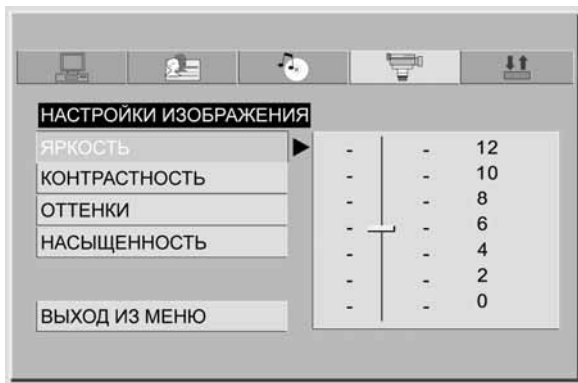 НАСТРОЙКИ ИЗОБРАЖЕНИЯ
ЯРКОСТЬ
КОНТРАСТНОСТЬ
ОТТЕНКИ
НАСЫЩЕННОСТЬ
ВЫХОД ИЗ МЕНЮ
- - 12
- - 10
- - 8
- - 6
- - 4
- - 2
- - 0